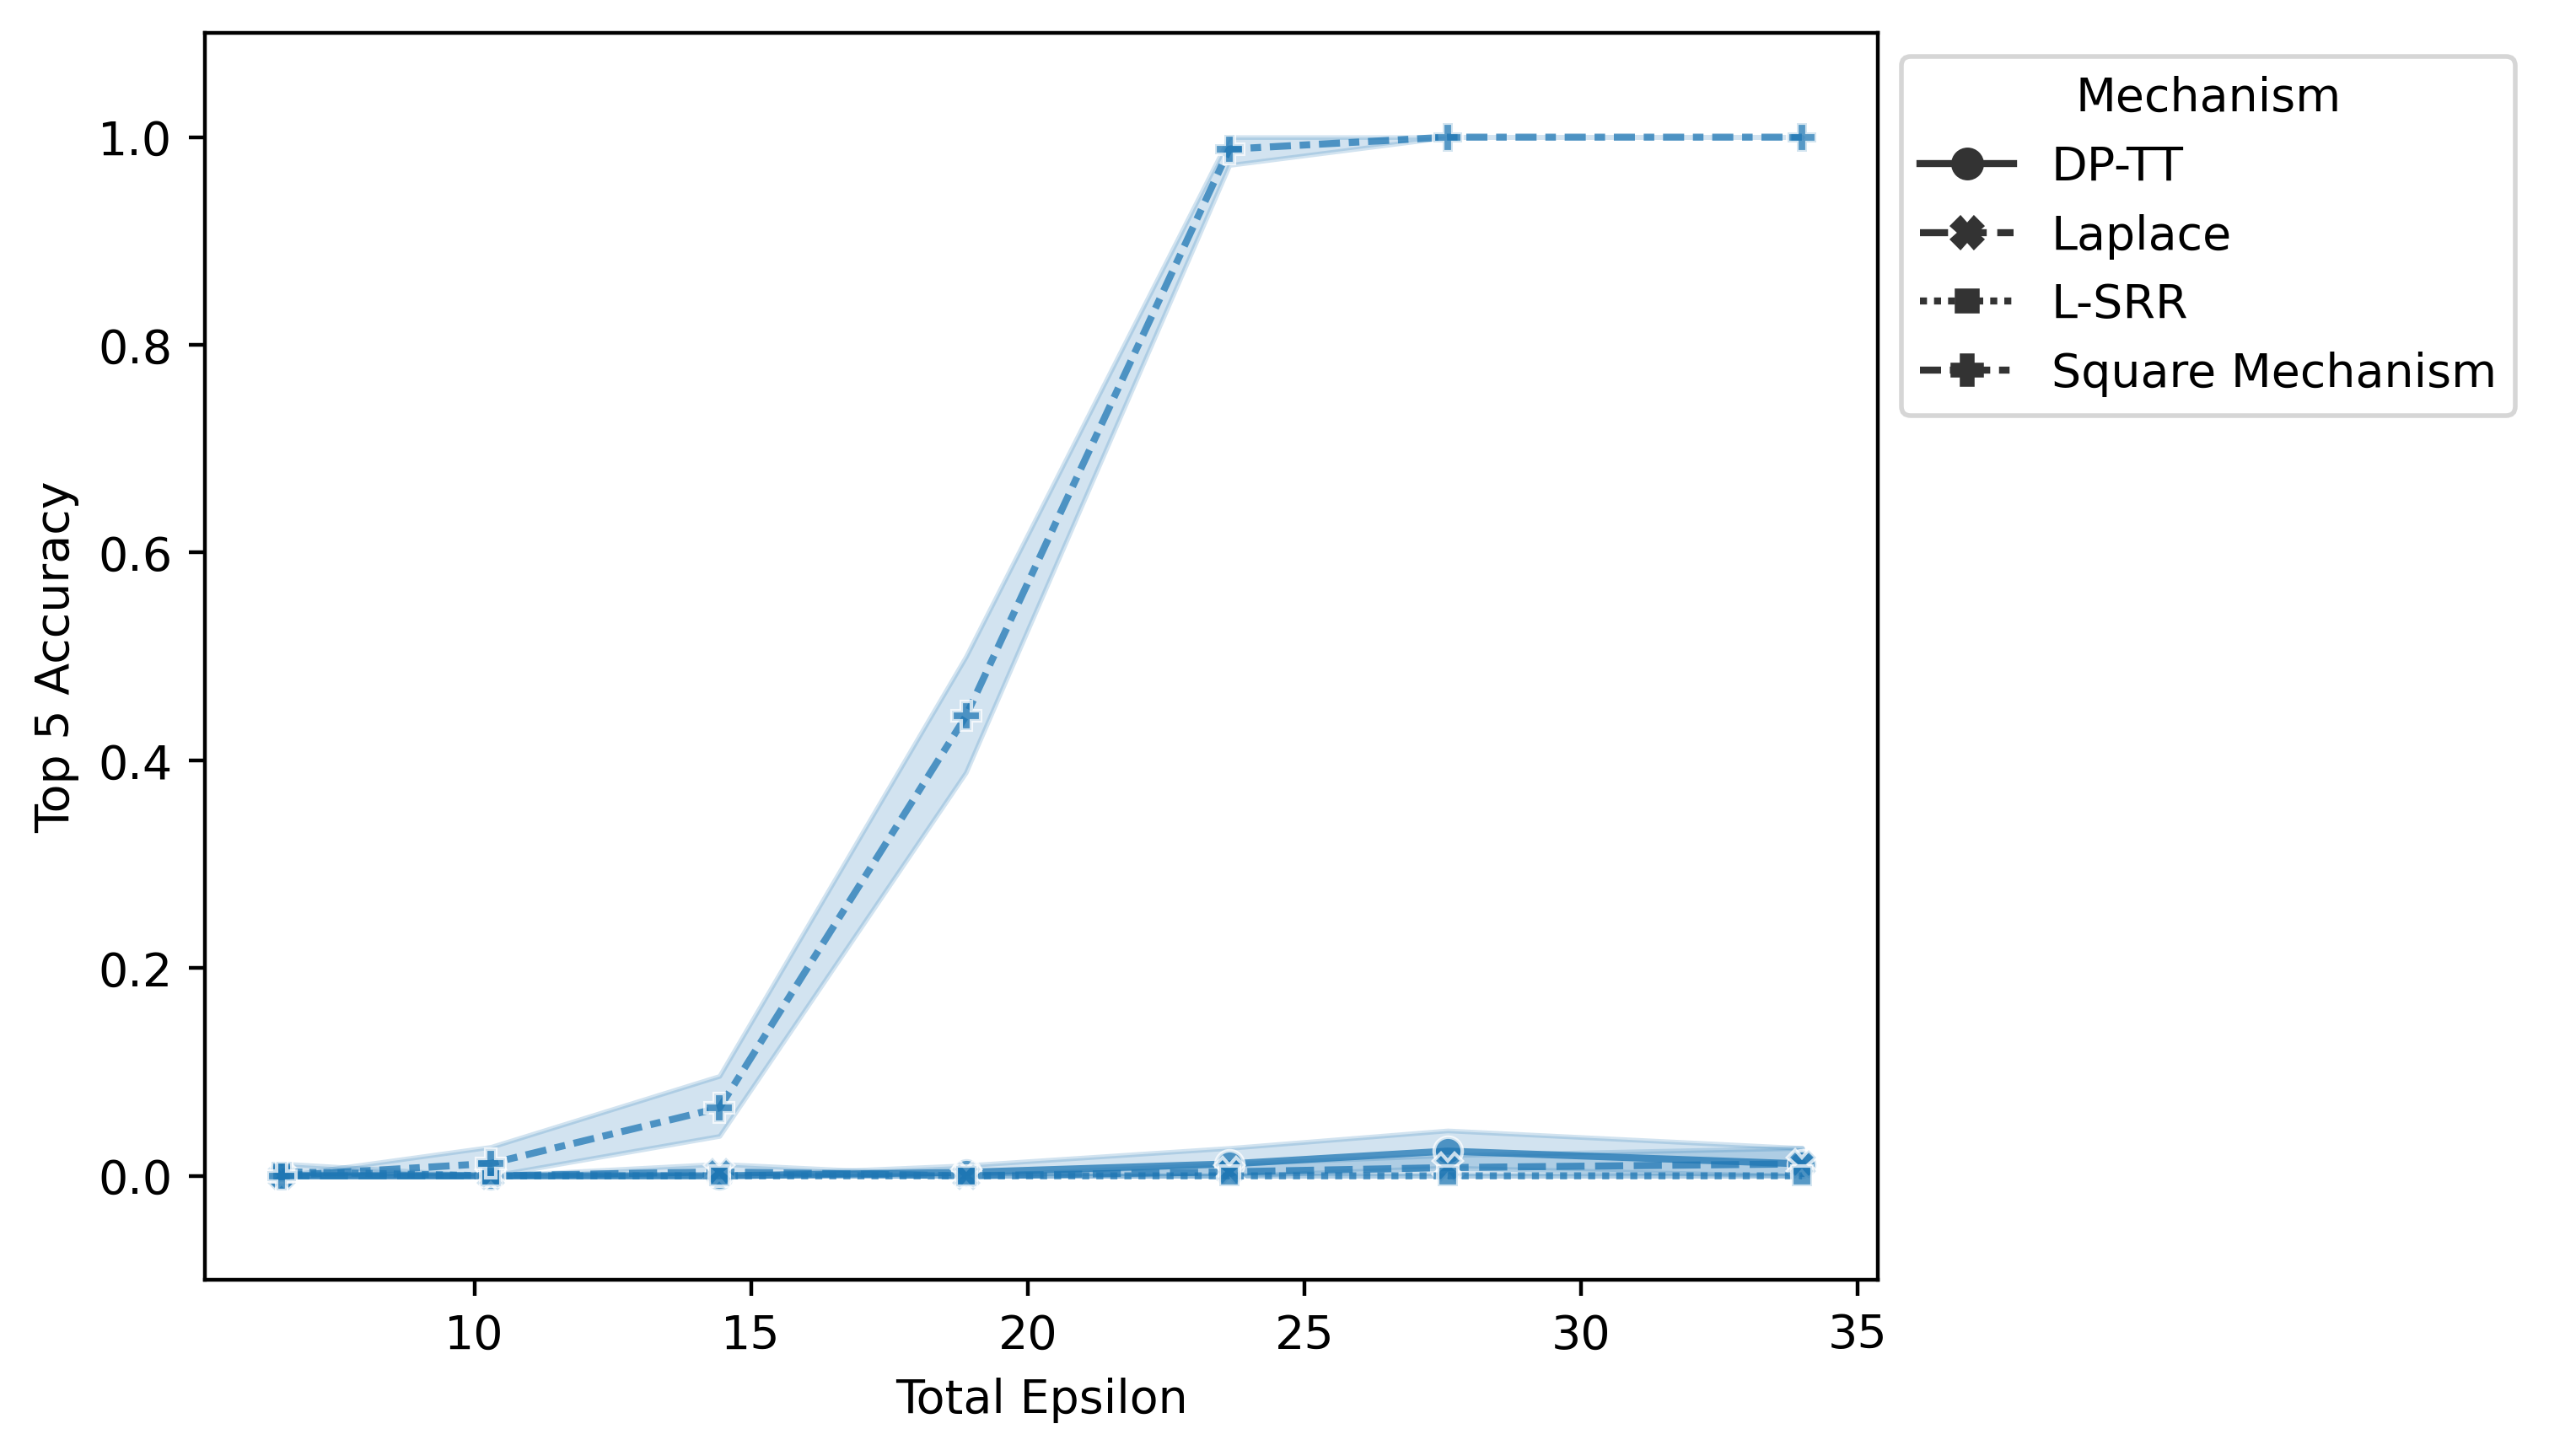 Mechanism
DP-TT
Laplace
L-SRR
Square Mechanism
Top 5 Accuracy
1.0
0.8
0.6
0.4
0.2
0.0
10 15 20 25 30 35
Total Epsilon